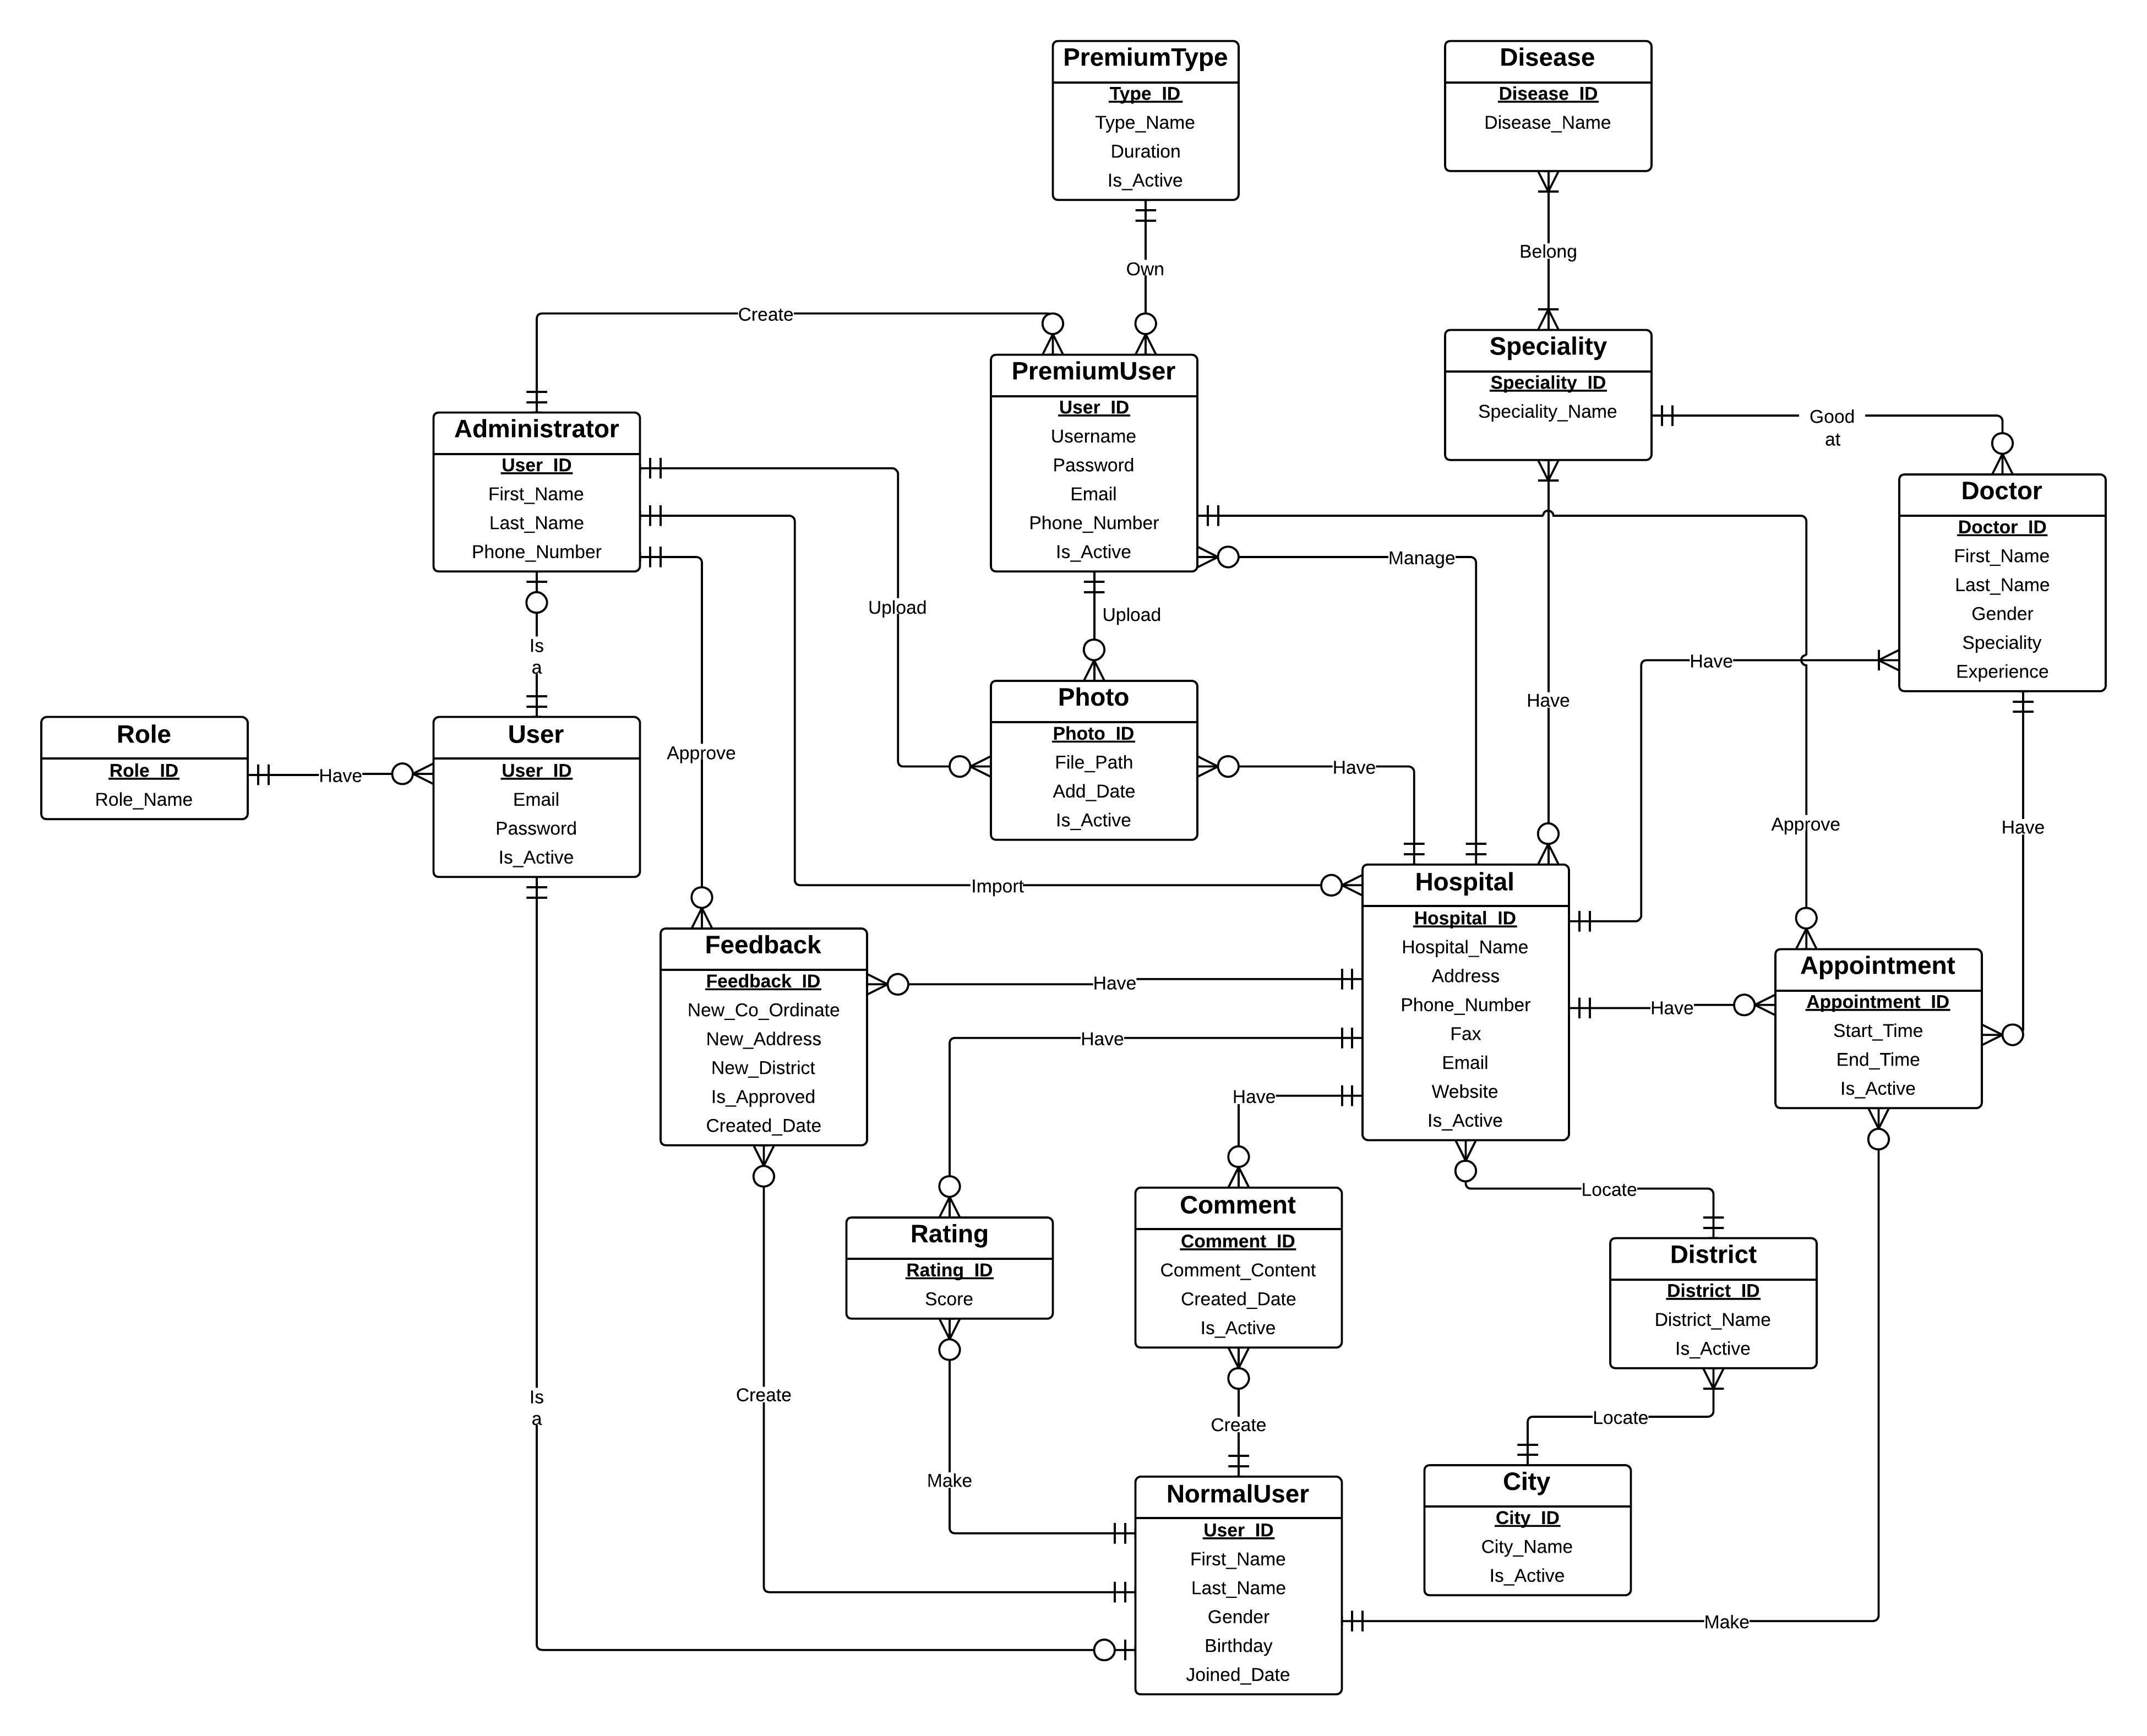 PremiumType
Type_ID
Type_Name
Duration
Is_Active
Disease
Disease_ID
Disease_Name
Own
Belong
Create
PremiumUser
User_ID
Username
Password
Email
Phone_Number
Is_Active
Speciality
Speciality_ID
Speciality_Name
Good
at
Administrator
User_ID
First_Name
Last_Name
Phone_Number
Doctor
Doctor_ID
First_Name
Last_Name
Gender
Speciality
Experience
Manage
Upload
Upload
Is
a
Have
Have
Photo
Photo_ID
File_Path
Add_Date
Is_Active
Role
Role_ID
Role_Name
Have
User
User_ID
Email
Password
Is_Active
Approve
Have
Approve
Have
Import
Hospital
Hospital_ID
Hospital_Name
Address
Phone_Number
Fax
Email
Website
Is_Active
Feedback
Feedback_ID
New_Co_Ordinate
New_Address
New_District
Is_Approved
Created_Date
Have
Have
Have
Have
Appointment
Appointment_ID
Start_Time
End_Time
Is_Active
Locate
Rating
Rating_ID
Score
Comment
Comment_ID
Comment_Content
Created_Date
Is_Active
District
District_ID
District_Name
Is_Active
Is
a
Create
Create
Locate
Make
NormalUser
User_ID
First_Name
Last_Name
Gender
Birthday
Joined_Date
City
City_ID
City_Name
Is_Active
Make